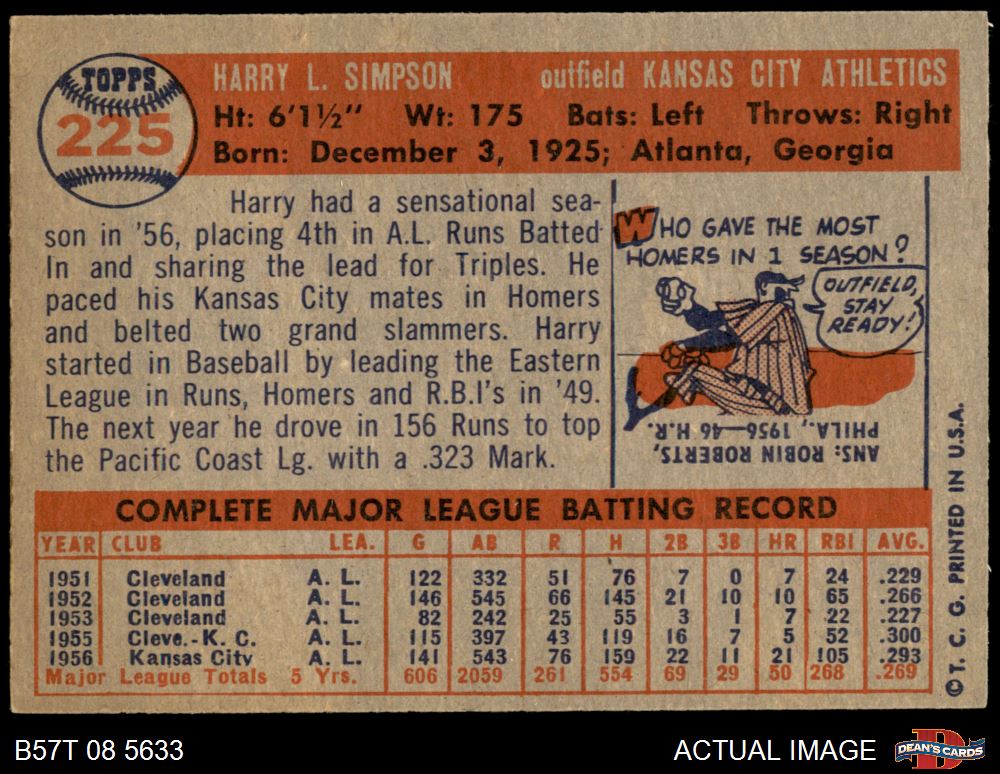 TOPPS
225
HARRY L. SIMPSON outfield KANSAS CITY ATHLETICS
Ht: 6'1½" Wt: 175 Bats: Left Throws: Right
Born: December 3, 1925; Atlanta, Georgia
Harry had a sensational sea-
son in '56, placing 4th in A.L. Runs Batted
In and sharing the lead for Triples. He
paced his Kansas City mates in Homers
and belted two grand slammers. Harry
started in Baseball by leading the Eastern
League in Runs, Homers and R.B.I's in '49.
The next year he drove in 156 Runs to top
the Pacific Coast Lg. with a .323 Mark.
WHO GAVE THE MOST
HOMERS IN 1 SEASON?
OUTFIELD,
STAY
READY!
ANS: ROBIN ROBERTS,
PHILA., 1956—46 H.R.
COMPLETE MAJOR LEAGUE BATTING RECORD
YEAR CLUB LEA. G AB R H 2B 3B HR RBI AVG.
1951 Cleveland A. L. 122 332 51 76 7 0 7 24 .229
1952 Cleveland A. L. 146 545 66 145 21 10 10 65 .266
1953 Cleveland A. L. 82 242 25 55 3 1 7 22 .227
1955 Cleve.-K. C. A. L. 115 397 43 119 16 7 5 52 .300
1956 Kansas City A. L. 141 543 76 159 22 11 21 105 .293
Major League Totals 5 Yrs. 606 2059 261 554 69 29 50 268 .269
© T. C. G. PRINTED IN U.S.A.
B57T 08 5633
ACTUAL IMAGE
DEAN'S CARDS